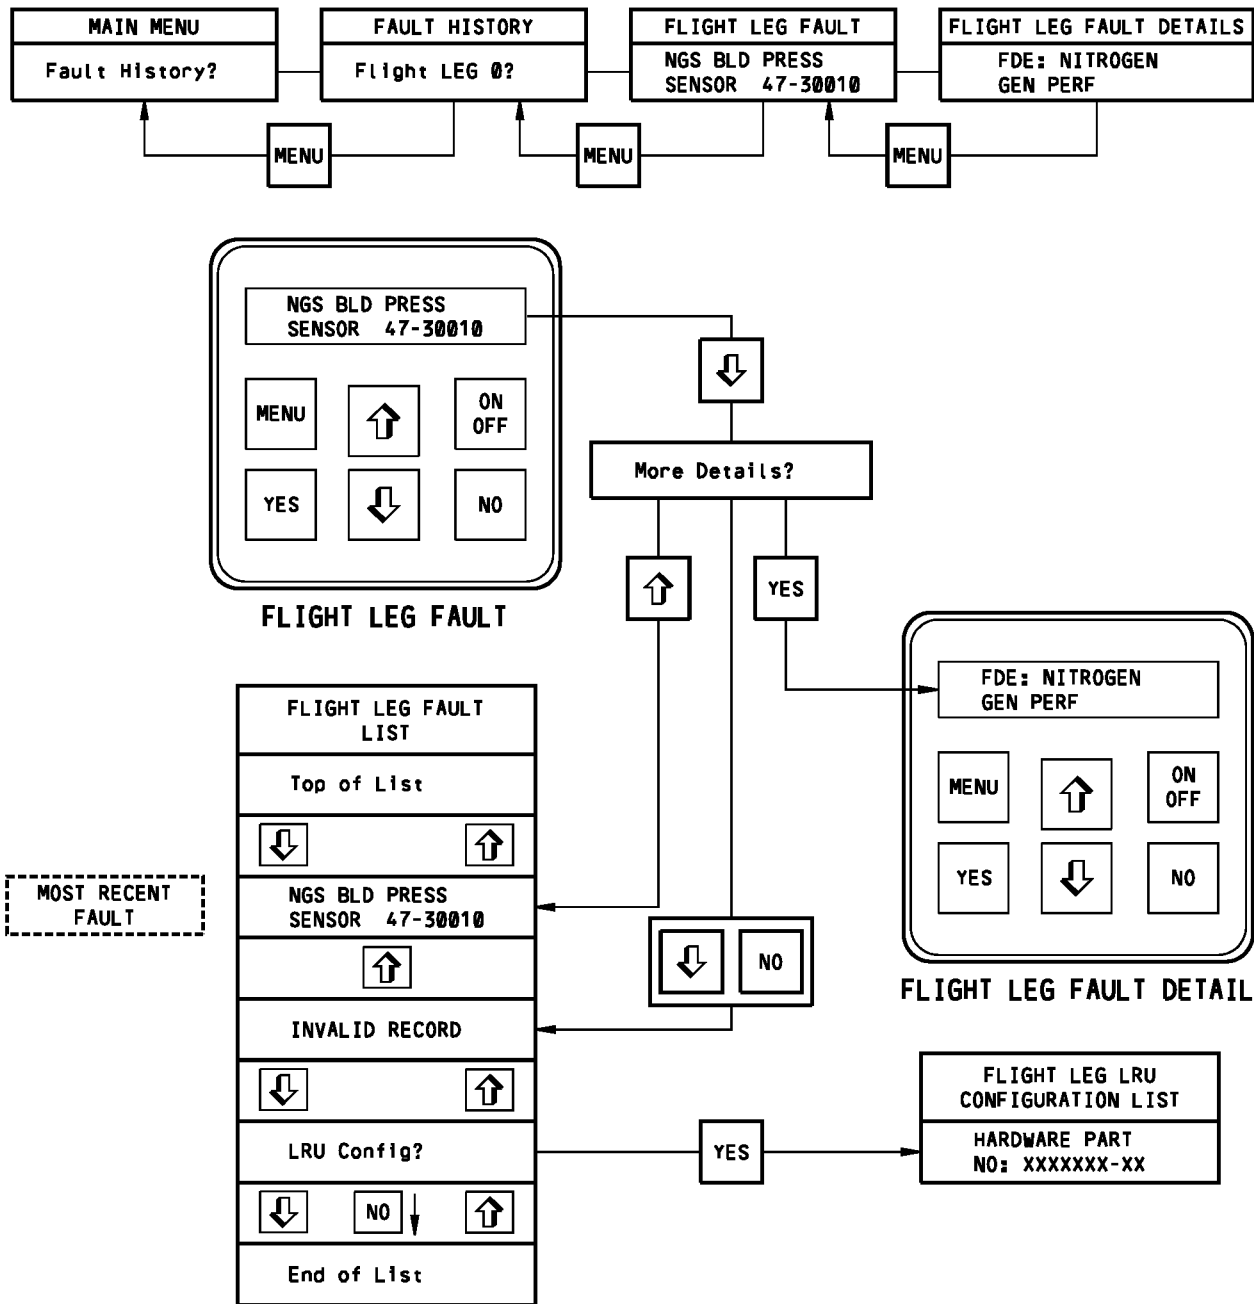 MAIN MENU
Fault History?
FAULT HISTORY
Flight LEG 0?
FLIGHT LEG FAULT
NGS BLD PRESS
SENSOR 47-30010
FLIGHT LEG FAULT DETAILS
FDE: NITROGEN
GEN PERF
MENU
MENU
MENU
NGS BLD PRESS
SENSOR 47-30010
MENU
ON
OFF
YES
NO
FLIGHT LEG FAULT
More Details?
YES
FDE: NITROGEN
GEN PERF
MENU
ON
OFF
YES
NO
FLIGHT LEG FAULT DETAIL
FLIGHT LEG FAULT
LIST
Top of List
MOST RECENT
FAULT
NGS BLD PRESS
SENSOR 47-30010
NO
INVALID RECORD
LRU Config?
YES
FLIGHT LEG LRU
CONFIGURATION LIST
HARDWARE PART
NO: XXXXXXX-XX
NO
End of List